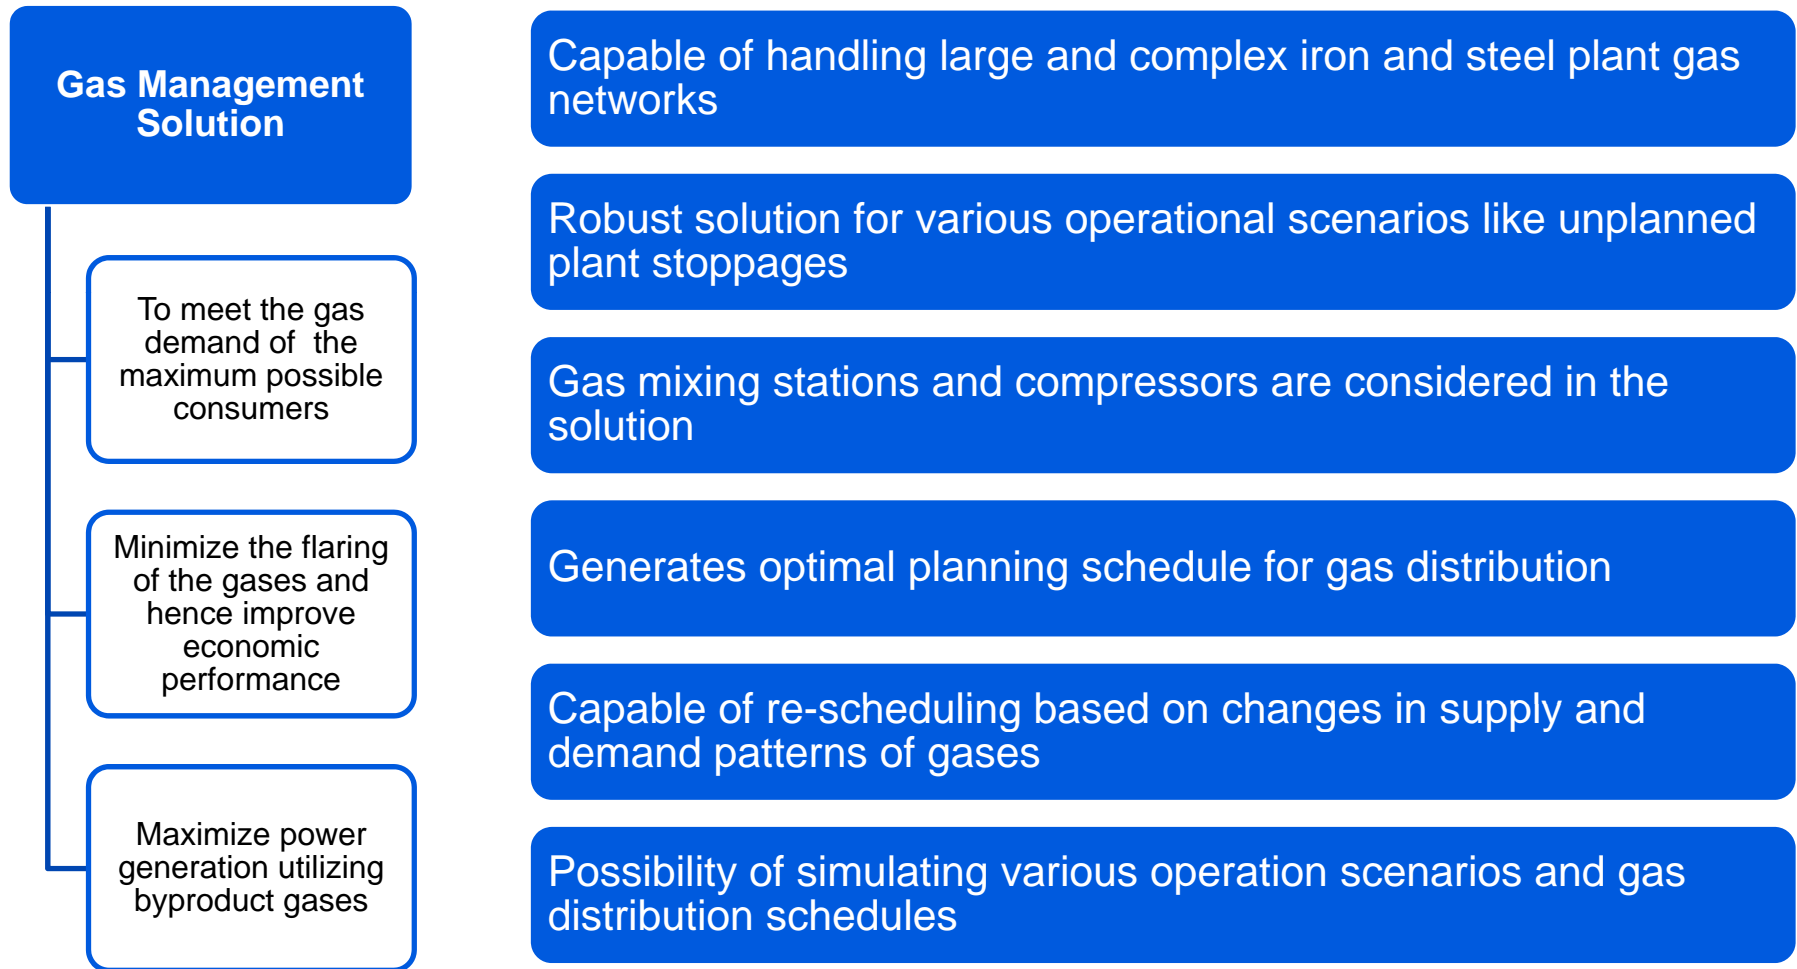 Gas Management
Solution
To meet the gas
demand of  the
maximum possible
consumers
Minimize the flaring
of the gases and
hence improve
economic
performance
Maximize power
generation utilizing
byproduct gases
Capable of handling large and complex iron and steel plant gas
networks
Robust solution for various operational scenarios like unplanned
plant stoppages
Gas mixing stations and compressors are considered in the
solution
Generates optimal planning schedule for gas distribution
Capable of re-scheduling based on changes in supply and
demand patterns of gases
Possibility of simulating various operation scenarios and gas
distribution schedules